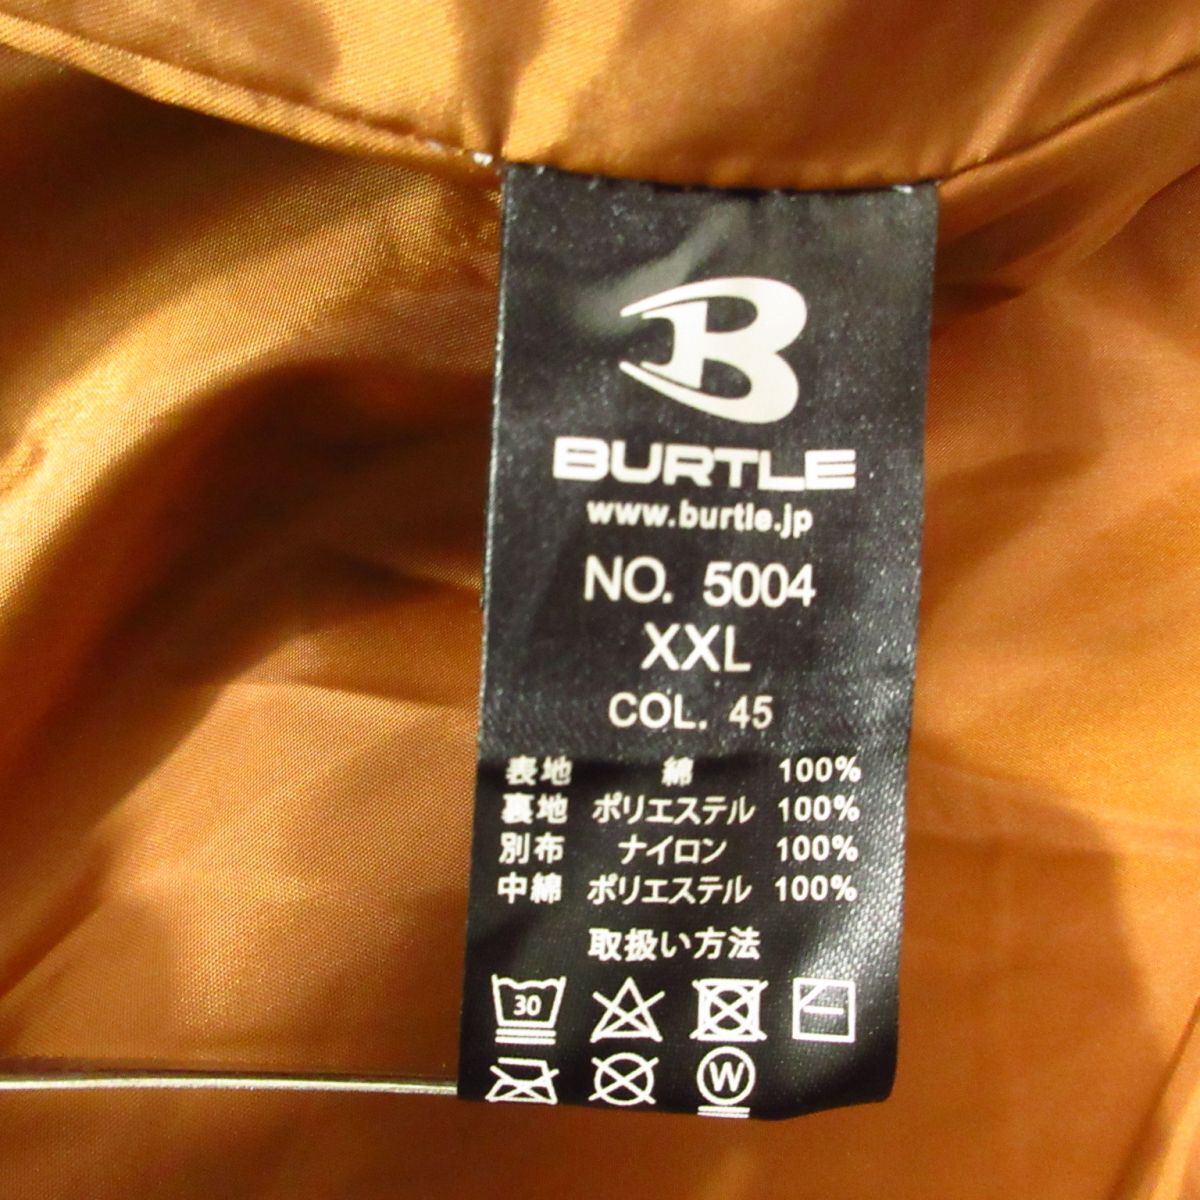 B
BURTLE
www.burtle.jp
NO. 5004
XXL
COL. 45
表地 綿 100%
裏地 ポリエステル 100%
別布 ナイロン 100%
中綿 ポリエステル 100%
取扱い方法
30
W